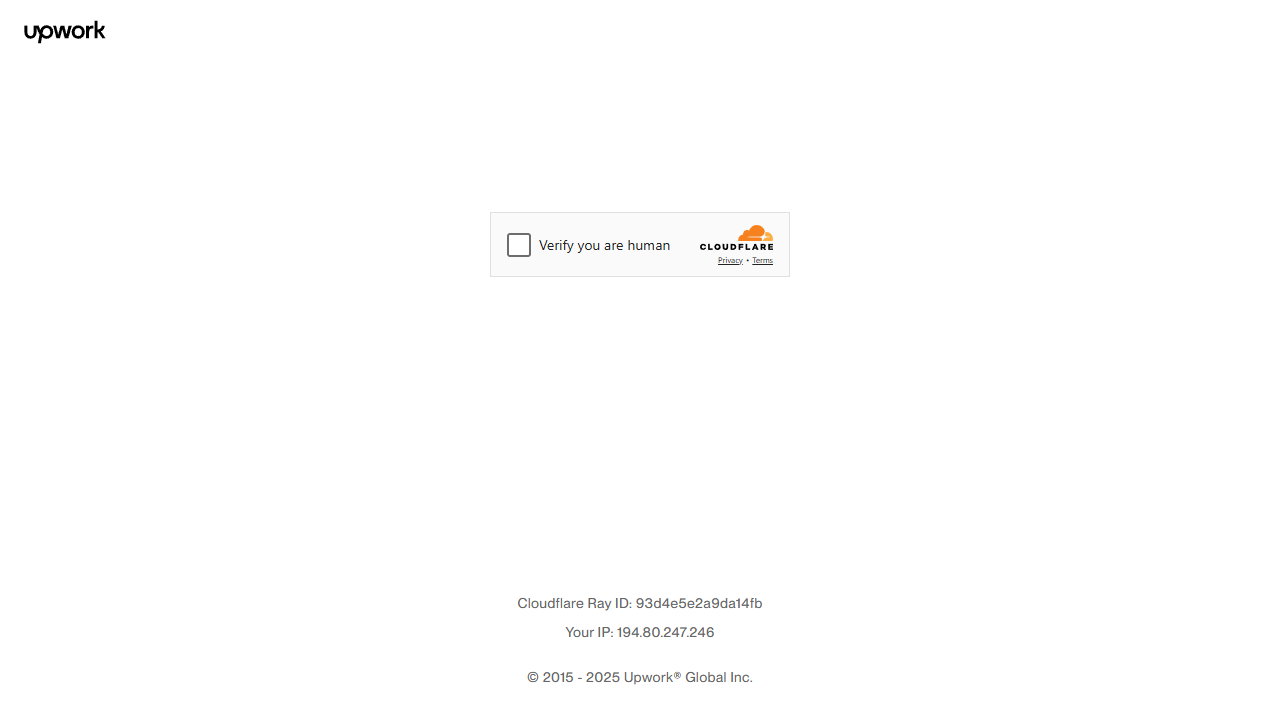 upwork
Verify you are human
CLOUDFLARE
Privacy • Terms
Cloudflare Ray ID: 93d4e5e2a9da14fb
Your IP: 194.80.247.246
© 2015 - 2025 Upwork® Global Inc.